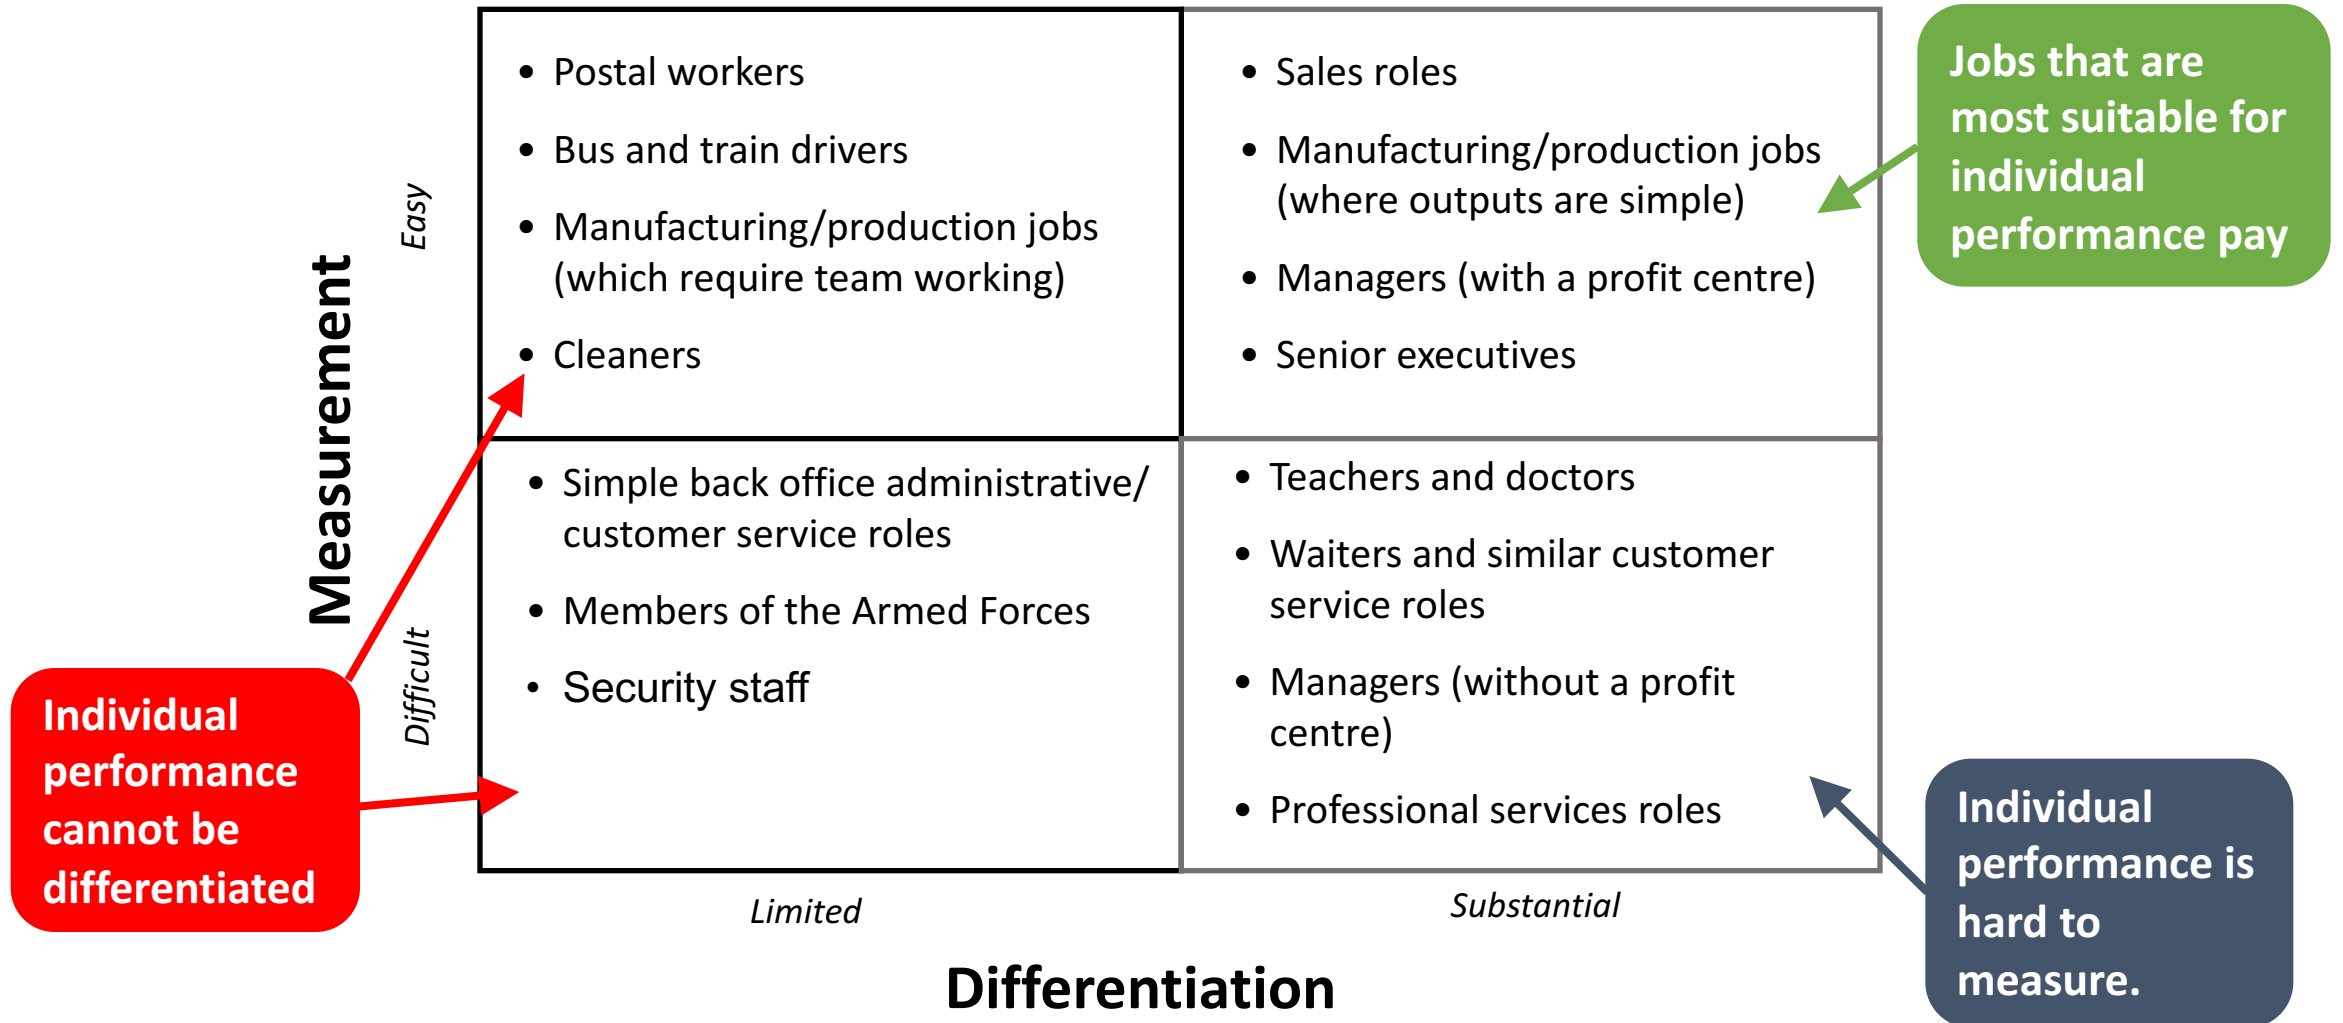 • Postal workers
• Bus and train drivers
• Manufacturing/production jobs
(which require team working)
• Cleaners
• Sales roles
• Manufacturing/production jobs
(where outputs are simple)
• Managers (with a profit centre)
• Senior executives
Jobs that are
most suitable for
individual
performance pay
Easy
Measurement
Difficult
• Simple back office administrative/
customer service roles
• Members of the Armed Forces
• Security staff
• Teachers and doctors
• Waiters and similar customer
service roles
• Managers (without a profit
centre)
• Professional services roles
Individual
performance
cannot be
differentiated
Individual
performance is
hard to
measure.
Limited
Substantial
Differentiation